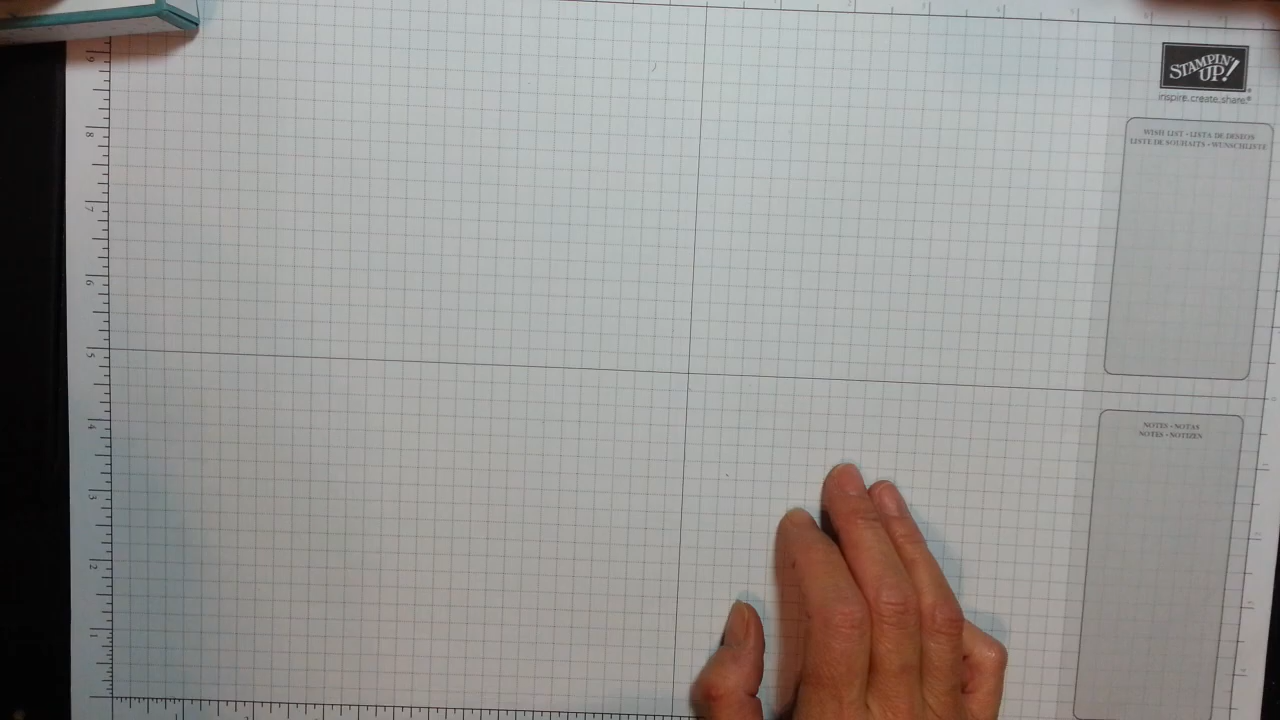 STAMPIN' UP!®
inspire.create.share.®
WISH LIST • LISTA DE DESEOS
LISTE DE SOUHAITS • WUNSCHLISTE
NOTES • NOTAS
NOTES • NOTIZEN
9
8
7
6
5
4
3
2
1